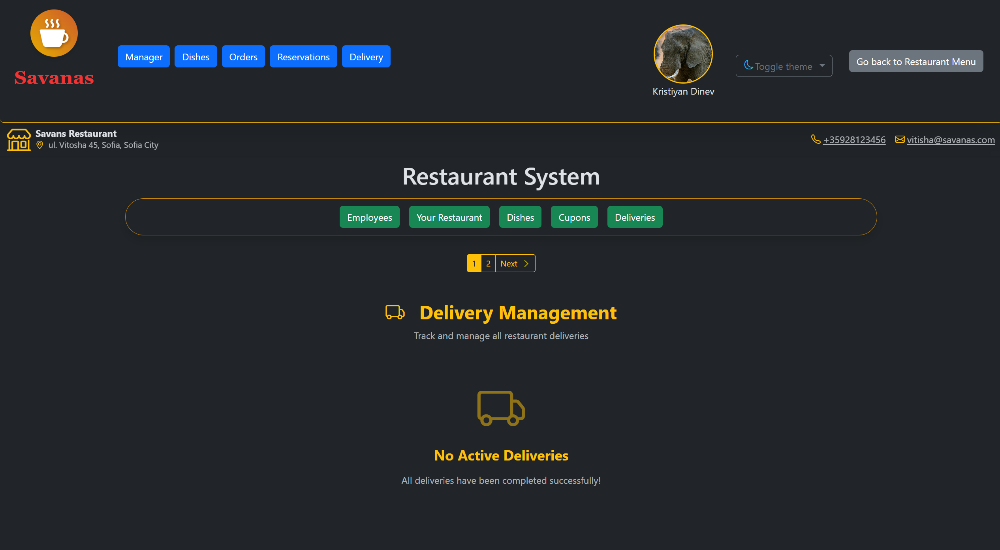 Savanas
Manager
Dishes
Orders
Reservations
Delivery
Kristiyan Dinev
Toggle theme
Go back to Restaurant Menu
Savans Restaurant
ul. Vitosha 45, Sofia, Sofia City
+35928123456
vitisha@savanas.com
Restaurant System
Employees
Your Restaurant
Dishes
Cupons
Deliveries
1
2
Next
Delivery Management
Track and manage all restaurant deliveries
No Active Deliveries
All deliveries have been completed successfully!